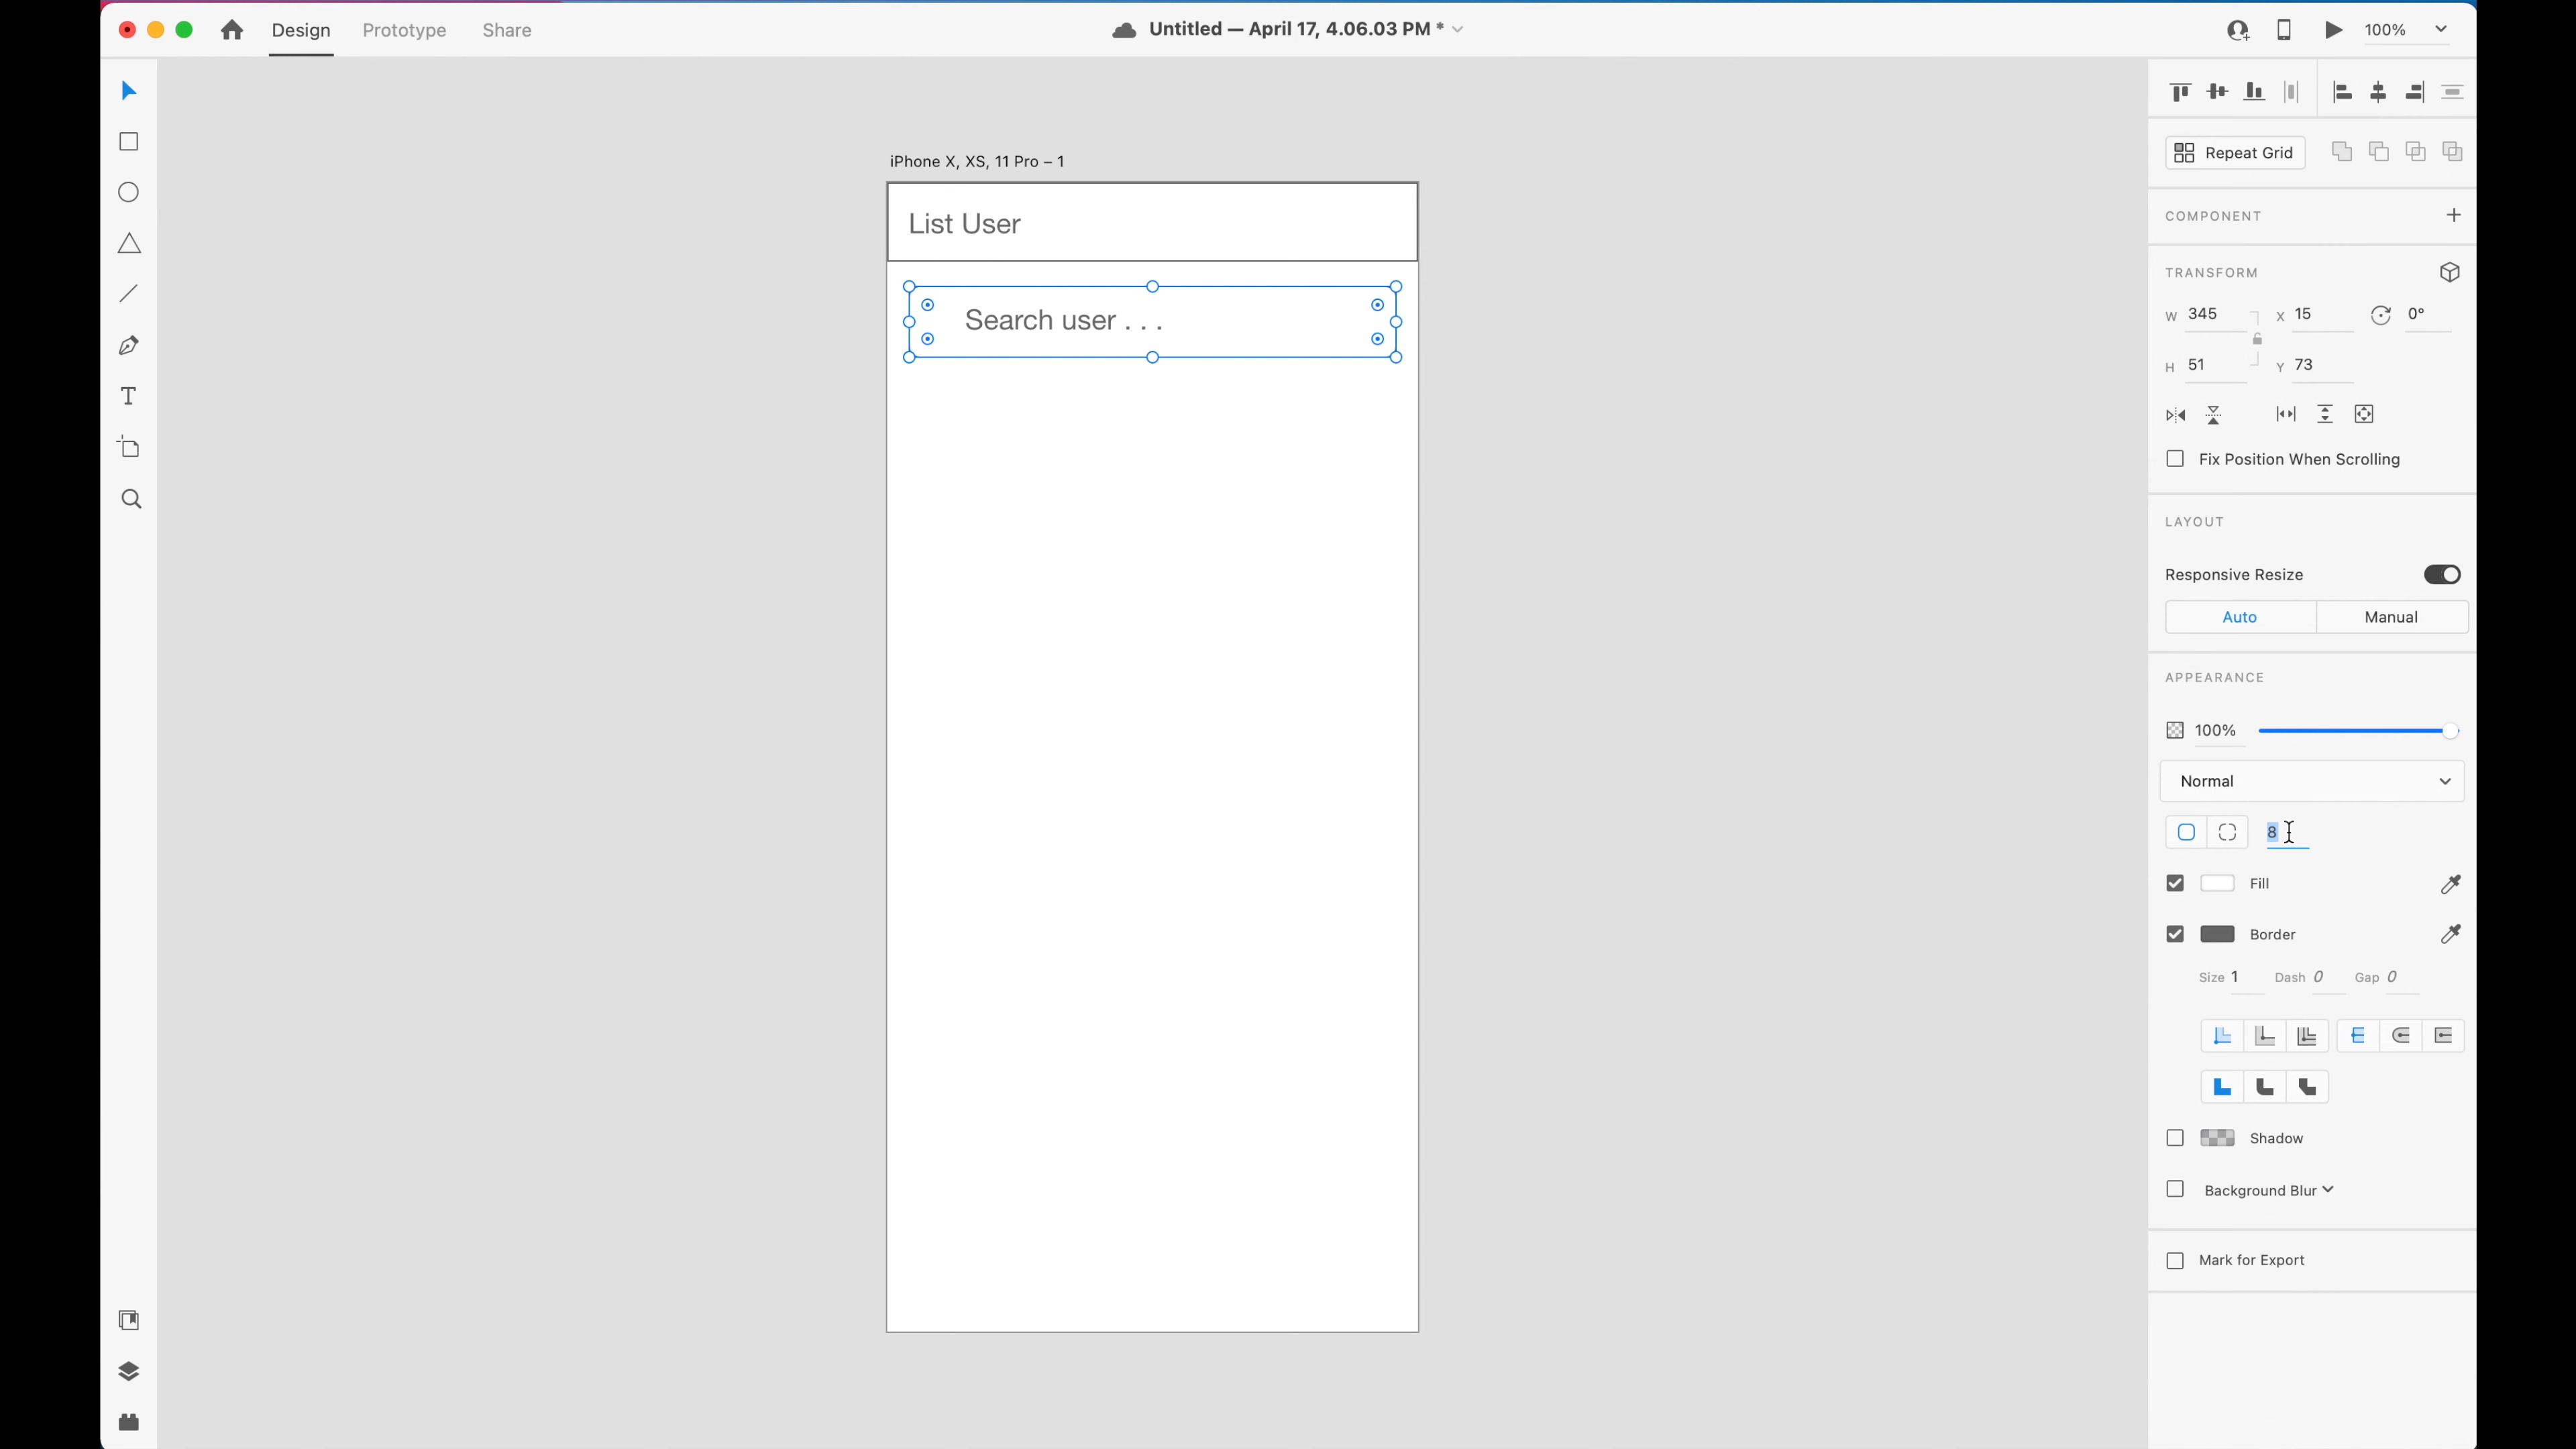 Design Prototype Share
Untitled — April 17, 4.06.03 PM *
100%
iPhone X, XS, 11 Pro – 1
List User
Search user . . .
Repeat Grid
COMPONENT
TRANSFORM
W 345 X 15 0°
H 51 Y 73
Fix Position When Scrolling
LAYOUT
Responsive Resize
Auto Manual
APPEARANCE
100%
Normal
8
Fill
Border
Size 1 Dash 0 Gap 0
Shadow
Background Blur
Mark for Export